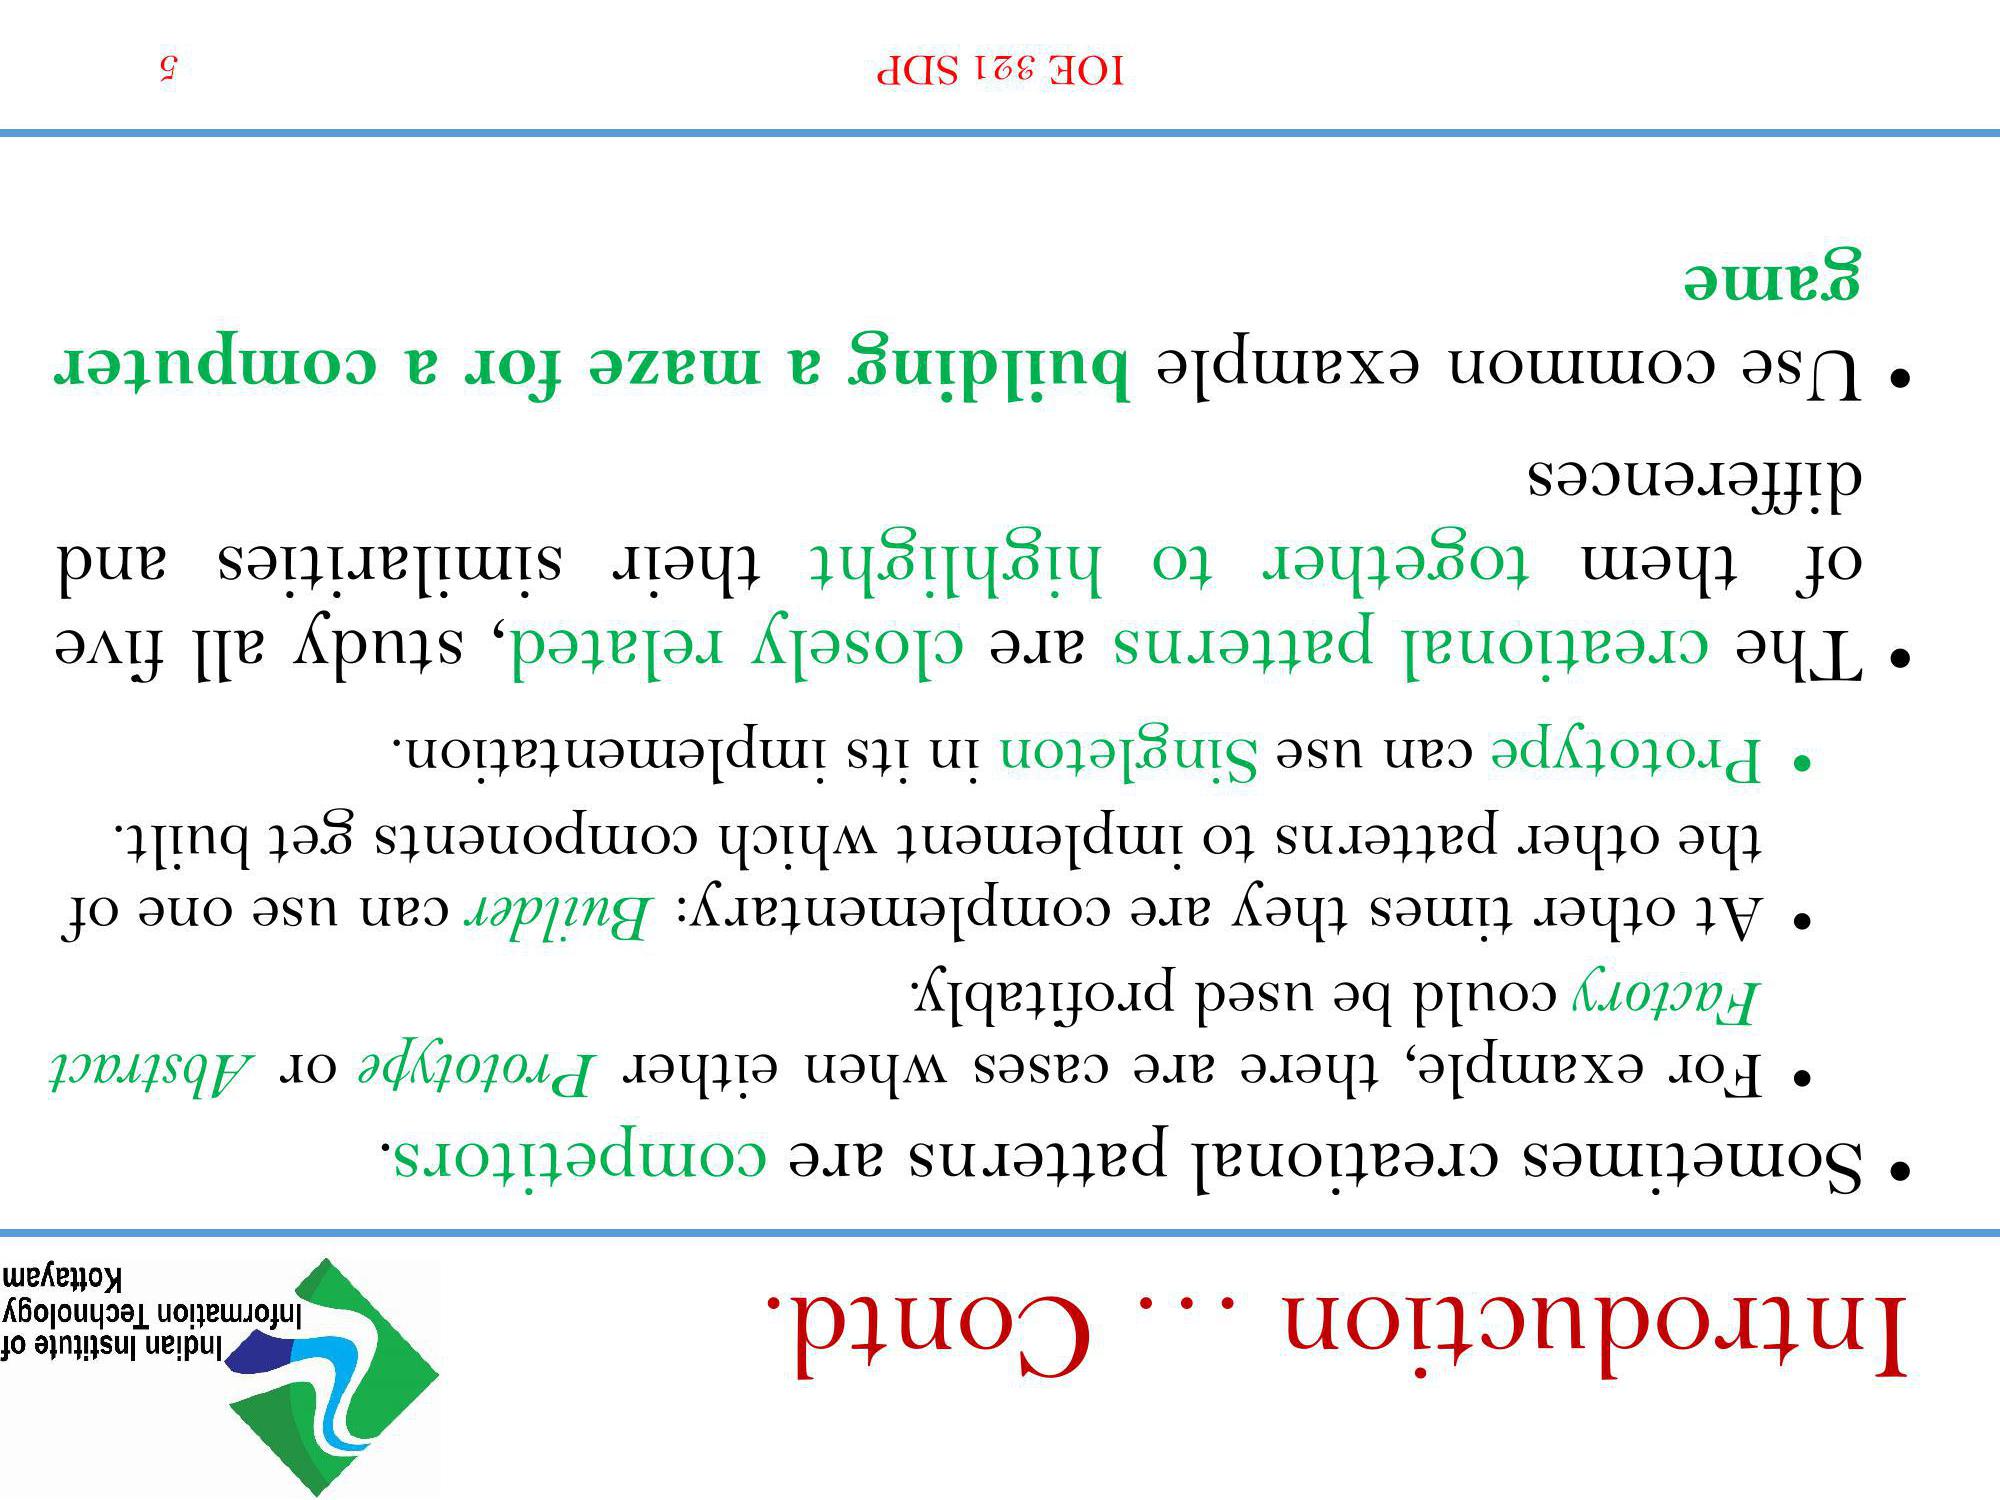 Introduction … Contd.
Indian Institute of
Information Technology
Kottayam
• Sometimes creational patterns are competitors.
• For example, there are cases when either Prototype or Abstract
Factory could be used profitably.
• At other times they are complementary: Builder can use one of
the other patterns to implement which components get built.
• Prototype can use Singleton in its implementation.
• The creational patterns are closely related, study all five
of them together to highlight their similarities and
differences
• Use common example building a maze for a computer
game
IOE 321 SDP
5